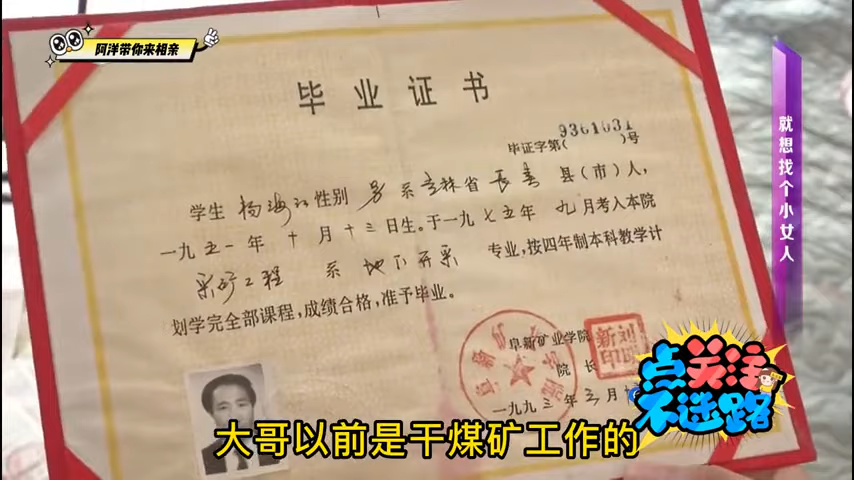 阿洋带你来相亲
毕业证书
9361631
毕证字第( )号
学生 杨海江 性别 男 系吉林省 长春 县(市)人,
一九五一年 十月十三日生。于一九七五年 九月考入本院
采矿工程 系 地下开采 专业,按四年制本科教学计
划学完全部课程,成绩合格,准予毕业。
阜新矿业学院
院长
一九九三年三月
就想找个小女人
点关注
不迷路
大哥以前是干煤矿工作的